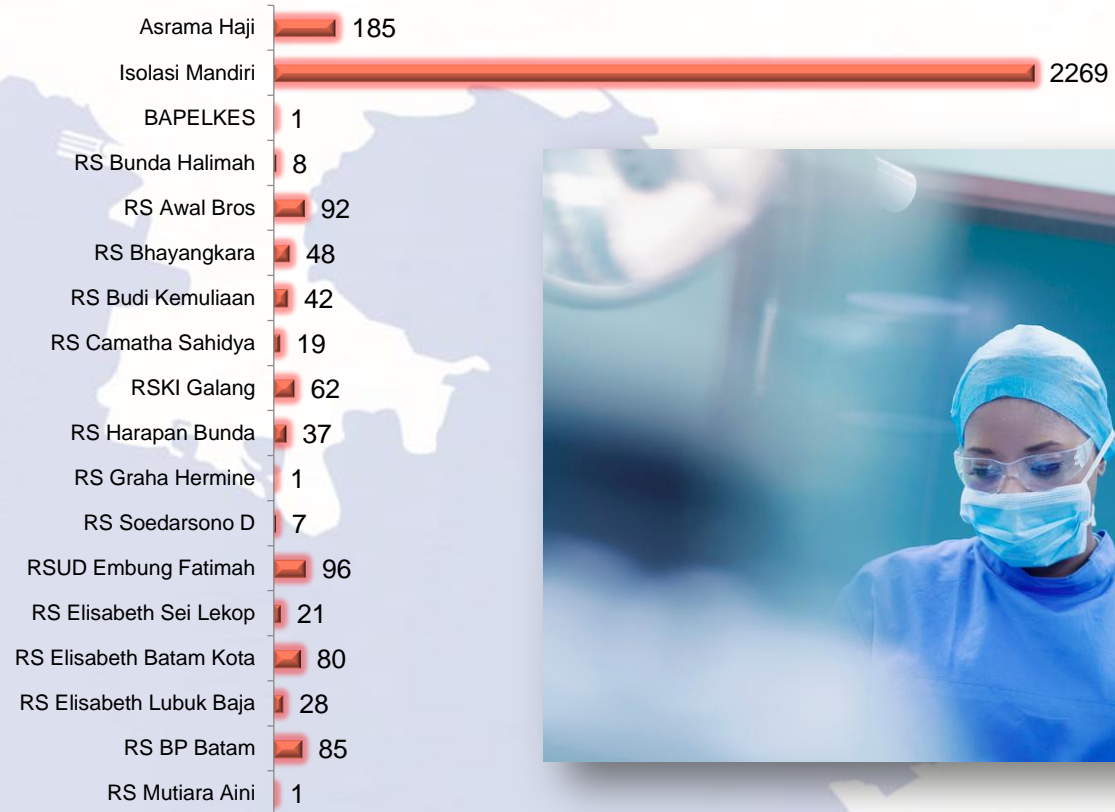 Asrama Haji 185
Isolasi Mandiri 2269
BAPELKES 1
RS Bunda Halimah 8
RS Awal Bros 92
RS Bhayangkara 48
RS Budi Kemuliaan 42
RS Camatha Sahidya 19
RSKI Galang 62
RS Harapan Bunda 37
RS Graha Hermine 1
RS Soedarsono D 7
RSUD Embung Fatimah 96
RS Elisabeth Sei Lekop 21
RS Elisabeth Batam Kota 80
RS Elisabeth Lubuk Baja 28
RS BP Batam 85
RS Mutiara Aini 1